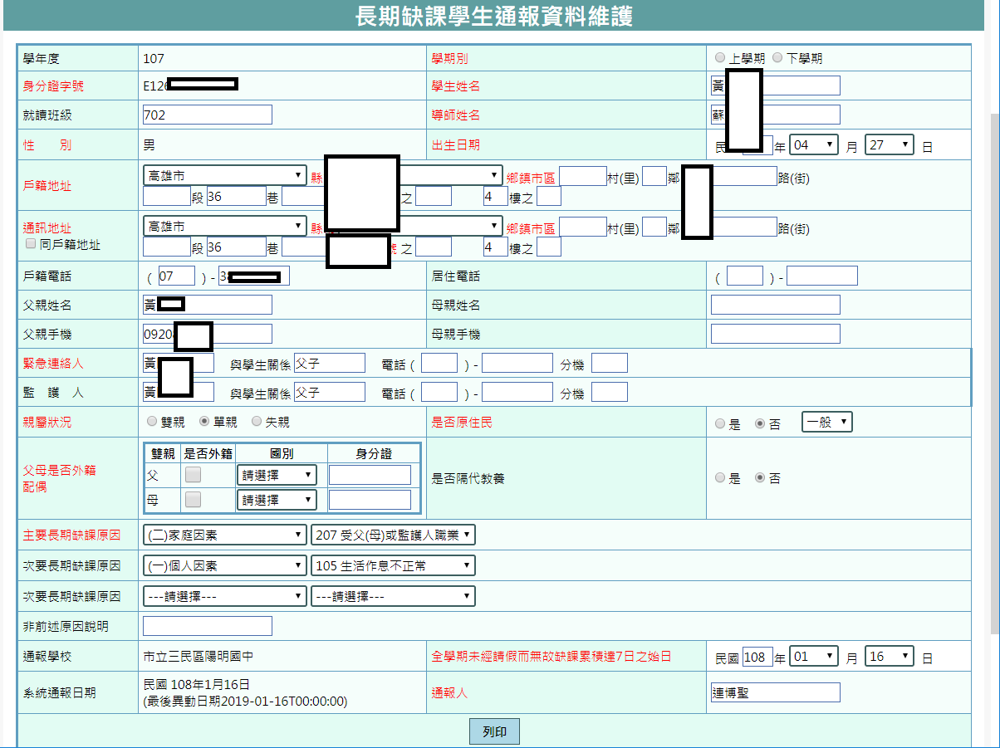 長期缺課學生通報資料維護
學年度 107 學期別 上學期 下學期
身分證字號 E126 學生姓名 黃
就讀班級 702 導師姓名 蘇
性 別 男 出生日期 民 年 04 月 27 日
戶籍地址 高雄市 縣 鄉鎮市區 村(里) 鄰 路(街)
段 36 巷 之 4 樓之
通訊地址 高雄市 縣 鄉鎮市區 村(里) 鄰 路(街)
同戶籍地址 段 36 巷 號 之 4 樓之
戶籍電話 ( 07 ) - 38 居住電話 ( ) -
父親姓名 黃 母親姓名
父親手機 0920 母親手機
緊急連絡人 黃 與學生關係 父子 電話 ( ) - 分機
監 護 人 黃 與學生關係 父子 電話 ( ) - 分機
親屬狀況 雙親 單親 失親 是否原住民 是 否 一般
雙親 是否外籍 國別 身分證
父母是否外籍
配偶
父 請選擇
母 請選擇
是否隔代教養 是 否
主要長期缺課原因 (二)家庭因素 207 受父(母)或監護人職業
次要長期缺課原因 (一)個人因素 105 生活作息不正常
次要長期缺課原因 ---請選擇--- ---請選擇---
非前述原因說明
通報學校 市立三民區陽明國中 全學期未經請假而無故缺課累積達7日之始日 民國 108 年 01 月 16 日
系統通報日期 民國 108年1月16日
(最後異動日期2019-01-16T00:00:00) 通報人 連博聖
列印